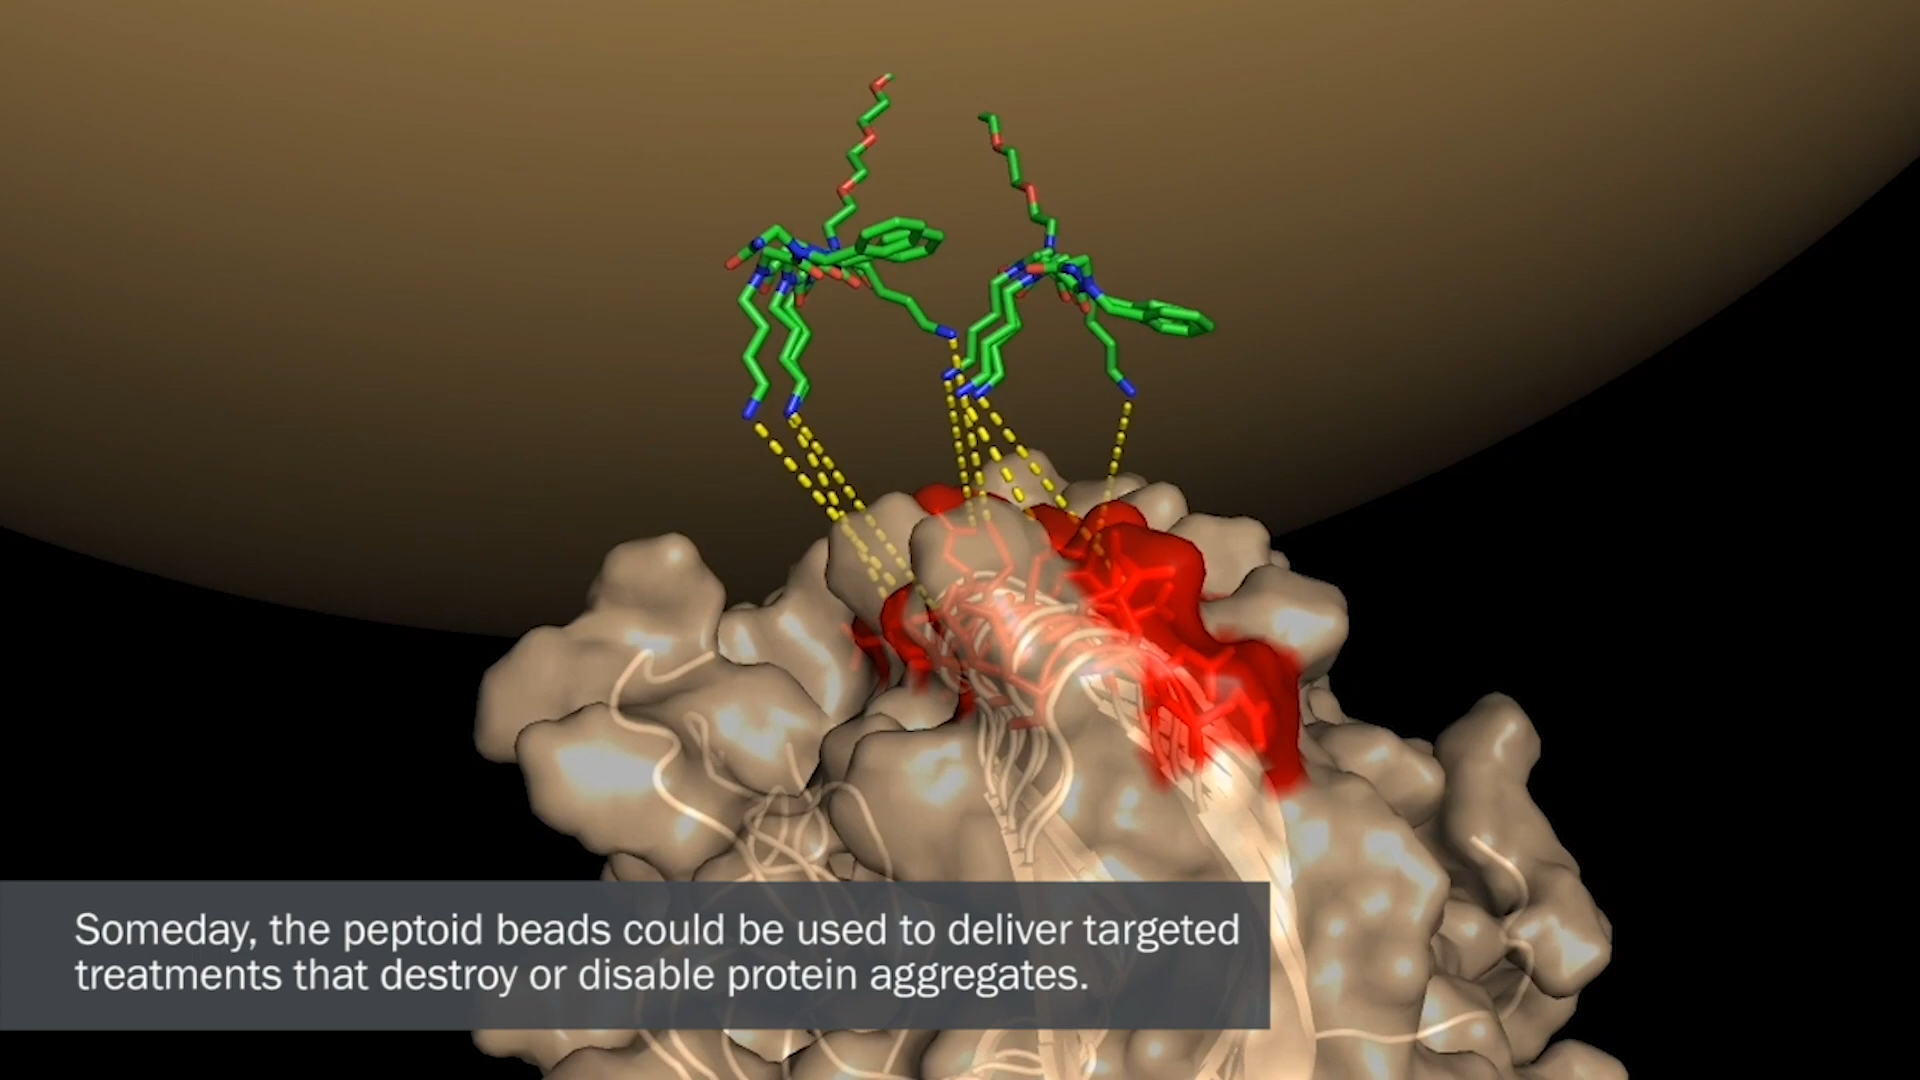 Someday, the peptoid beads could be used to deliver targeted
treatments that destroy or disable protein aggregates.